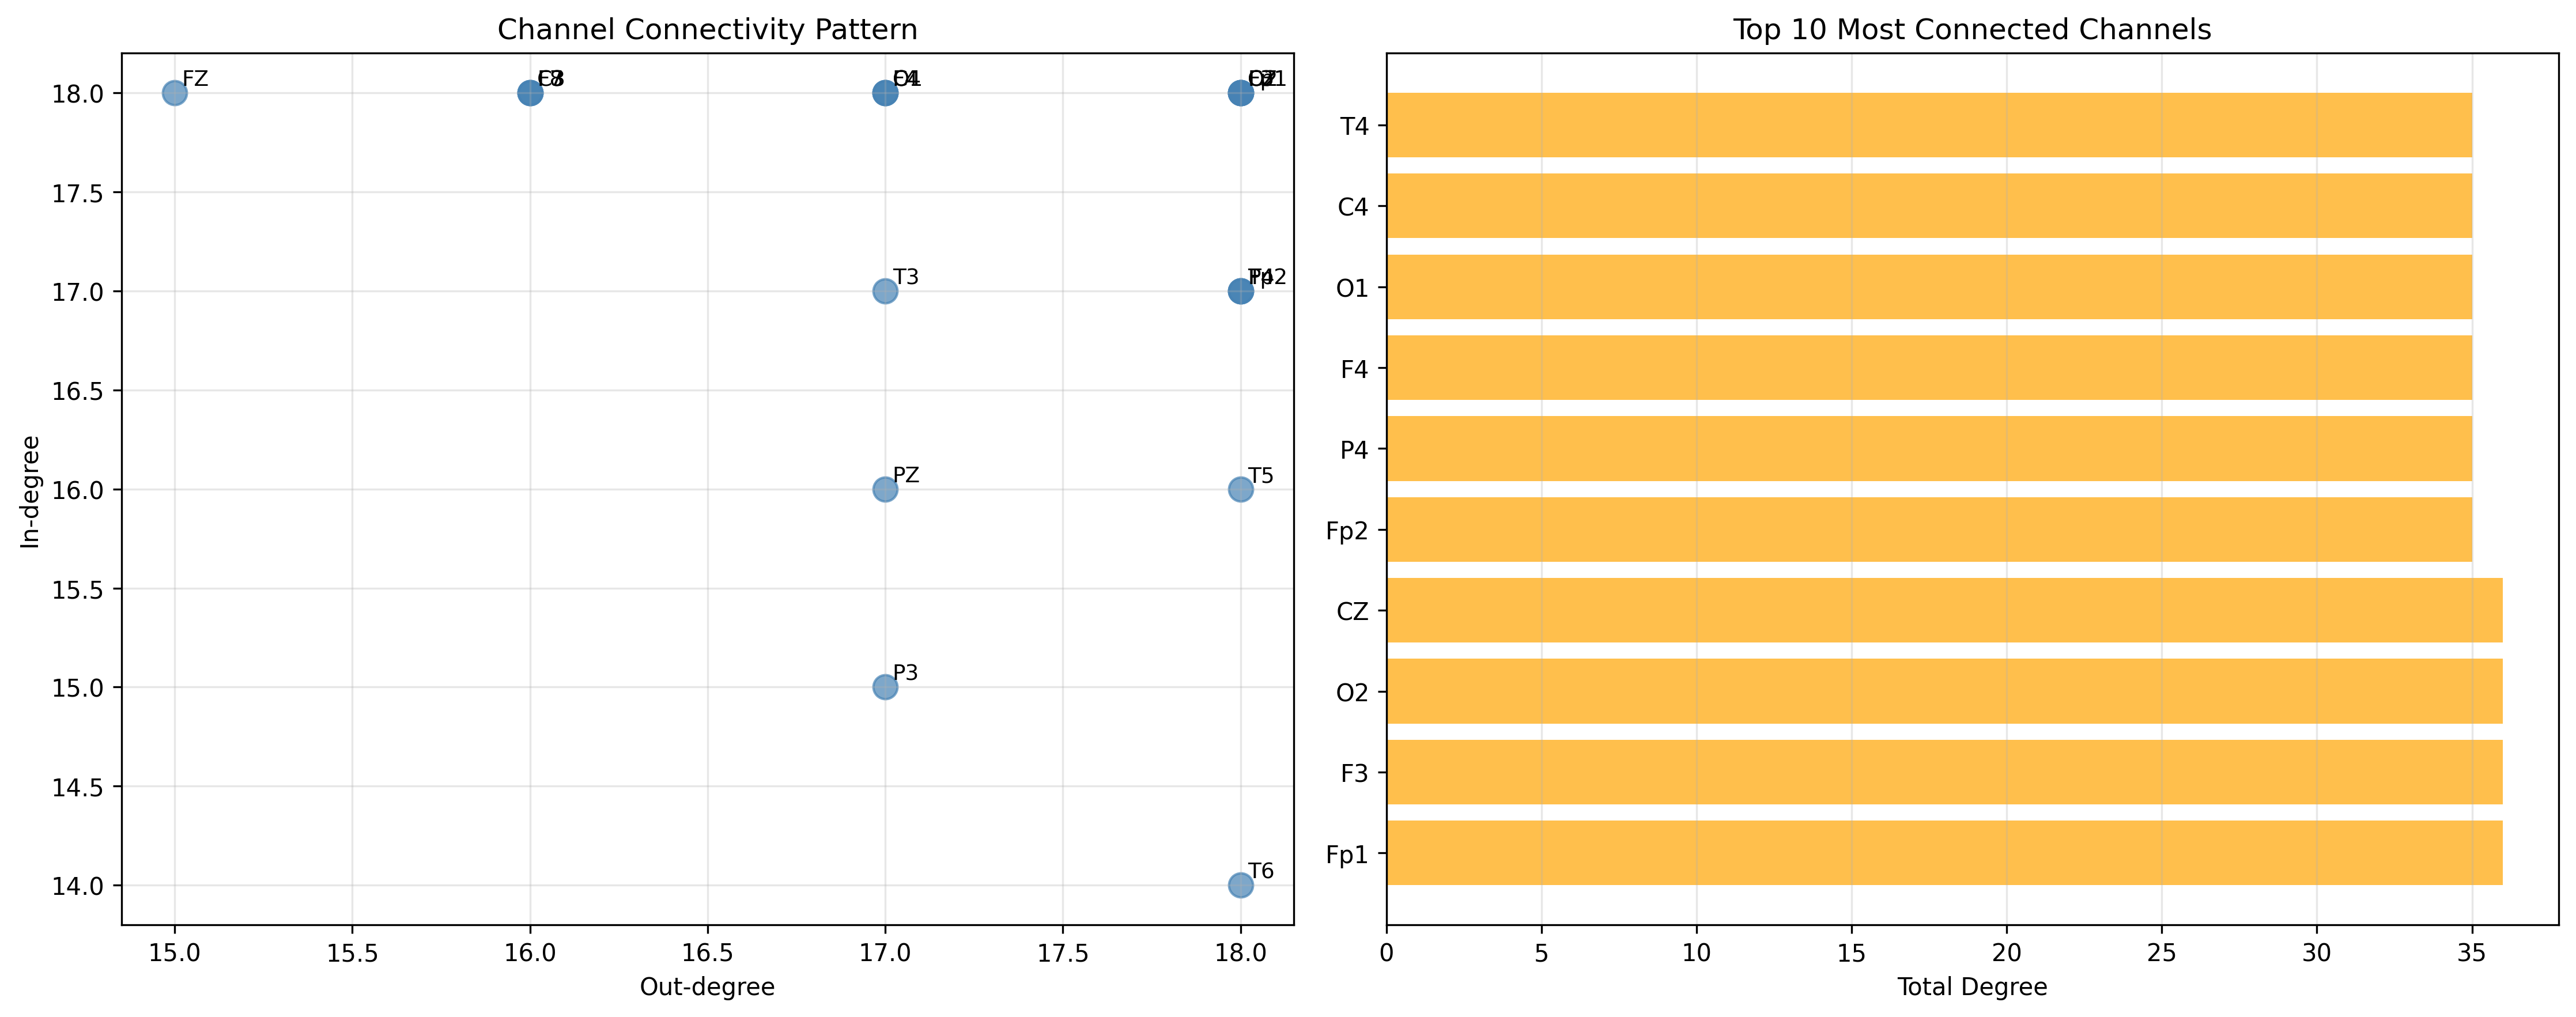 Channel Connectivity Pattern
FZ
T3
PZ
T5
P3
T6
18.0
17.5
17.0
16.5
16.0
15.5
15.0
14.5
14.0
In-degree
15.0 15.5 16.0 16.5 17.0 17.5 18.0
Out-degree
Top 10 Most Connected Channels
T4
C4
O1
F4
P4
Fp2
CZ
O2
F3
Fp1
0 5 10 15 20 25 30 35
Total Degree